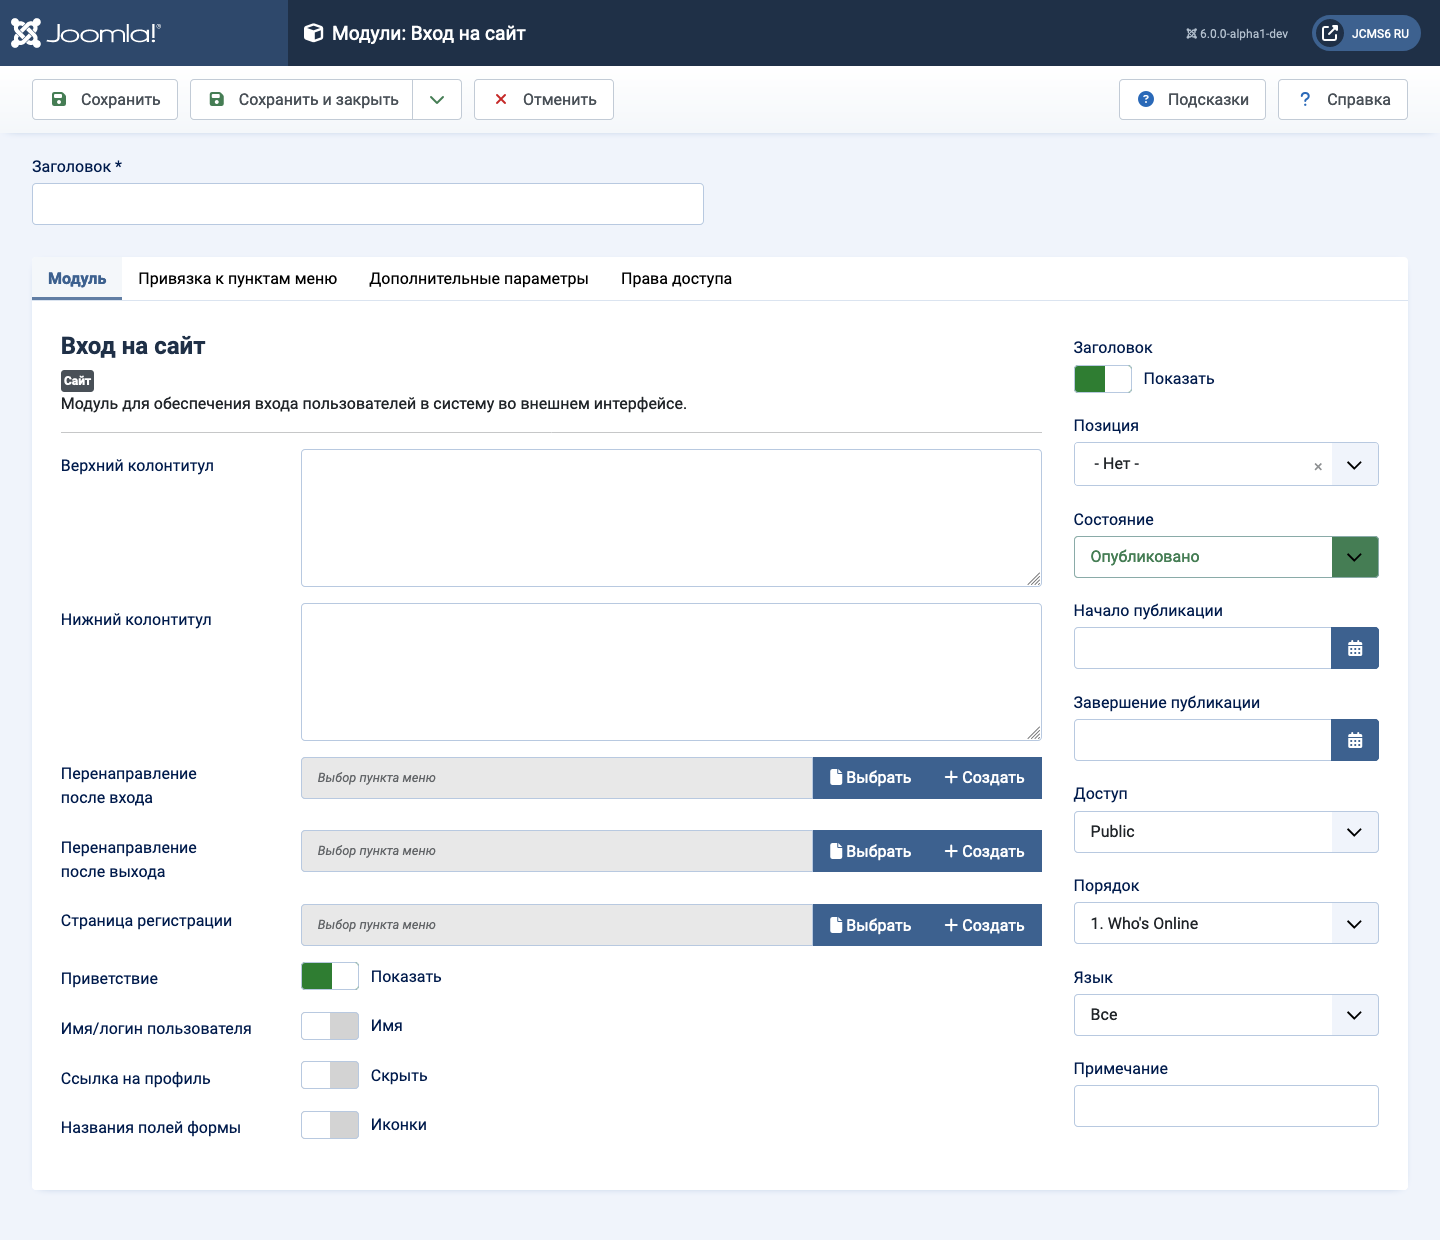 Joomla!®
Модули: Вход на сайт
6.0.0-alpha1-dev
JCMS6 RU
Сохранить
Сохранить и закрыть
Отменить
Подсказки
Справка
Заголовок *
Модуль
Привязка к пунктам меню
Дополнительные параметры
Права доступа
Вход на сайт
Сайт
Модуль для обеспечения входа пользователей в систему во внешнем интерфейсе.
Верхний колонтитул
Нижний колонтитул
Перенаправление
после входа
Выбор пункта меню
Выбрать
Создать
Перенаправление
после выхода
Выбор пункта меню
Выбрать
Создать
Страница регистрации
Выбор пункта меню
Выбрать
Создать
Приветствие
Показать
Имя/логин пользователя
Имя
Ссылка на профиль
Скрыть
Названия полей формы
Иконки
Заголовок
Показать
Позиция
- Нет -
Состояние
Опубликовано
Начало публикации
Завершение публикации
Доступ
Public
Порядок
1. Who's Online
Язык
Все
Примечание